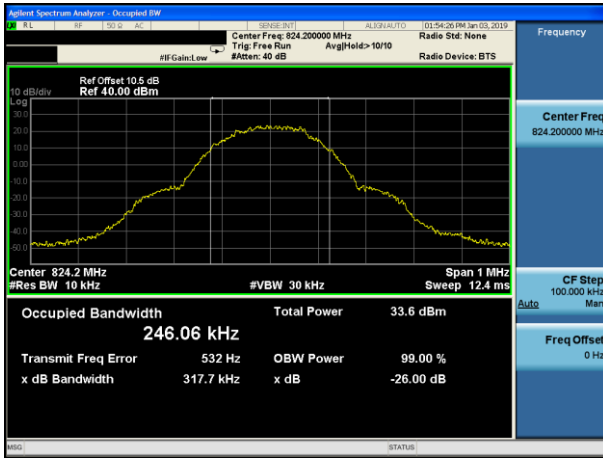 Agilent Spectrum Analyzer - Occupied BW
RL RF 50 Ω AC SENSE:INT ALIGNAUTO 01:54:26 PM Jan 03, 2019
Center Freq: 824.200000 MHz Radio Std: None
Trig: Free Run Avg|Hold:>10/10
#IFGain:Low #Atten: 40 dB Radio Device: BTS
Ref Offset 10.5 dB
10 dB/div Ref 40.00 dBm
Log
30.0
20.0
10.0
0.00
-10.0
-20.0
-30.0
-40.0
-50.0
Center 824.2 MHz Span 1 MHz
#Res BW 10 kHz #VBW 30 kHz Sweep 12.4 ms
Occupied Bandwidth Total Power 33.6 dBm
246.06 kHz
Transmit Freq Error 532 Hz OBW Power 99.00 %
x dB Bandwidth 317.7 kHz x dB -26.00 dB
MSG STATUS
Frequency
Center Freq
824.200000 MHz
CF Step
100.000 kHz
Auto Man
Freq Offset
0 Hz